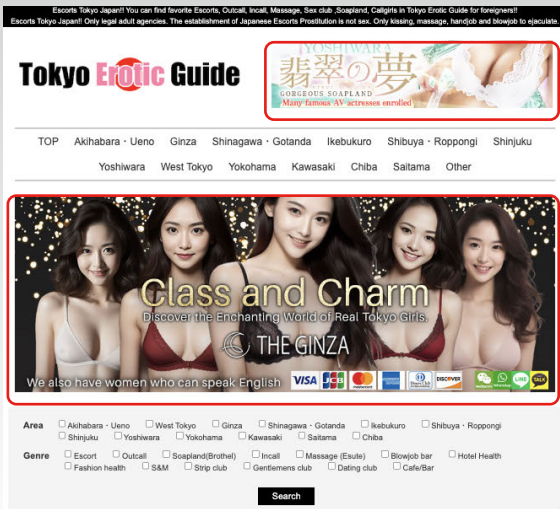 Escorts Tokyo Japan!! You can find favorite Escorts, Outcall, Incall, Massage, Sex club ,Soapland, Callgirls in Tokyo Erotic Guide for foreigners!!
Escorts Tokyo Japan!! Only legal adult agencies. The establishment of Japanese Escorts Prostitution is not sex. Only kissing, massage, handjob and blowjob to ejaculate.
Tokyo Erotic Guide
YOSHIWARA
翡翠の夢
GORGEOUS SOAPLAND
Many famous AV actresses enrolled
TOP Akihabara・Ueno Ginza Shinagawa・Gotanda Ikebukuro Shibuya・Roppongi Shinjuku
Yoshiwara West Tokyo Yokohama Kawasaki Chiba Saitama Other
Class and Charm
Discover the Enchanting World of Real Tokyo Girls.
THE GINZA
We also have women who can speak English VISA JCB DISCOVER LINE TALK
Area Akihabara・Ueno West Tokyo Ginza Shinagawa・Gotanda Ikebukuro Shibuya・Roppongi
Shinjuku Yoshiwara Yokohama Kawasaki Saitama Chiba
Genre Escort Outcall Soapland(Brothel) Incall Massage (Esute) Blowjob bar Hotel Health
Fashion health S&M Strip club Gentlemens club Dating club Cafe/Bar
Search